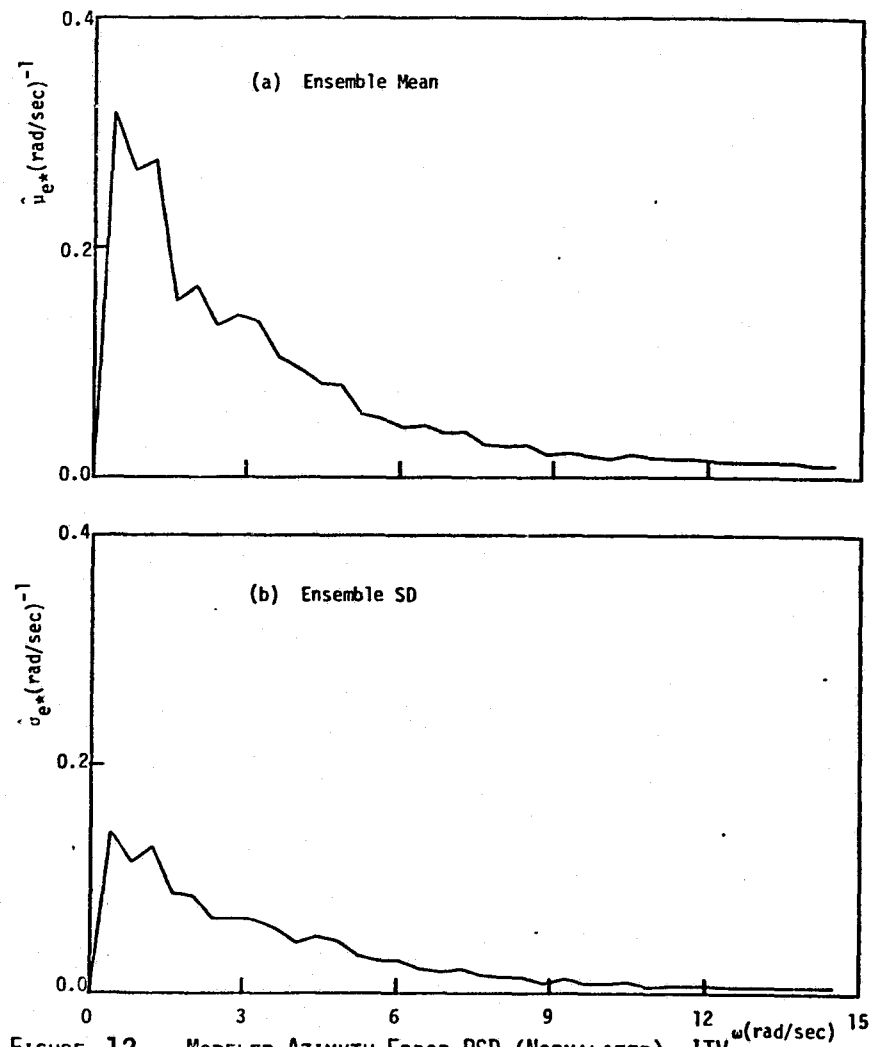 0.4
(a) Ensemble Mean
μ̂e*(rad/sec)⁻¹
0.2
0.0
0.4
(b) Ensemble SD
σ̂e*(rad/sec)⁻¹
0.2
0.0
0 3 6 9 12 15
ω(rad/sec)
FIGURE 12. MODELED AZIMUTH ERROR PSD (NORMALIZED)